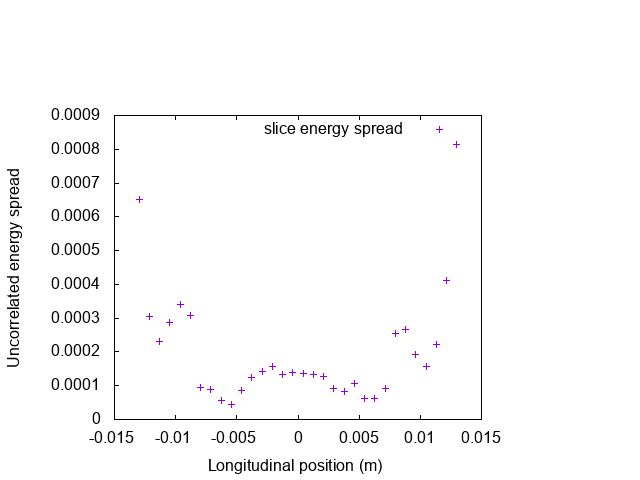 0.0009
slice energy spread
0.0008
0.0007
0.0006
0.0005
0.0004
0.0003
0.0002
0.0001
0
Uncorrelated energy spread
-0.015 -0.01 -0.005 0 0.005 0.01 0.015
Longitudinal position (m)